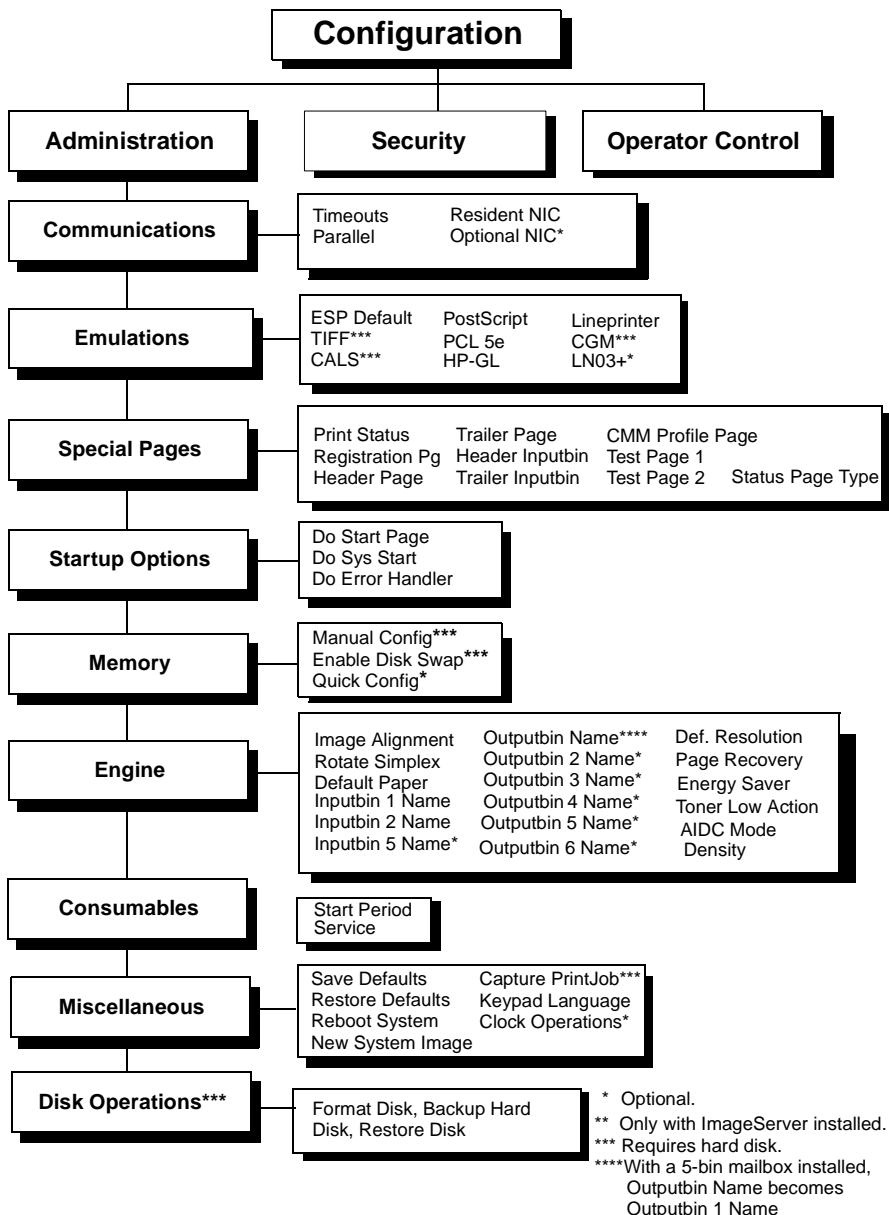 Configuration
Administration
Security
Operator Control
Communications
Timeouts Resident NIC
Parallel Optional NIC*
Emulations
ESP Default PostScript Lineprinter
TIFF*** PCL 5e CGM***
CALS*** HP-GL LN03+*
Special Pages
Print Status Trailer Page CMM Profile Page
Registration Pg Header Inputbin Test Page 1
Header Page Trailer Inputbin Test Page 2 Status Page Type
Startup Options
Do Start Page
Do Sys Start
Do Error Handler
Memory
Manual Config***
Enable Disk Swap***
Quick Config*
Engine
Image Alignment Outputbin Name**** Def. Resolution
Rotate Simplex Outputbin 2 Name* Page Recovery
Default Paper Outputbin 3 Name* Energy Saver
Inputbin 1 Name Outputbin 4 Name* Toner Low Action
Inputbin 2 Name Outputbin 5 Name* AIDC Mode
Inputbin 5 Name* Outputbin 6 Name* Density
Consumables
Start Period
Service
Miscellaneous
Save Defaults Capture PrintJob***
Restore Defaults Keypad Language
Reboot System Clock Operations*
New System Image
Disk Operations***
Format Disk, Backup Hard
Disk, Restore Disk
* Optional.
** Only with ImageServer installed.
*** Requires hard disk.
****With a 5-bin mailbox installed,
Outputbin Name becomes
Outputbin 1 Name